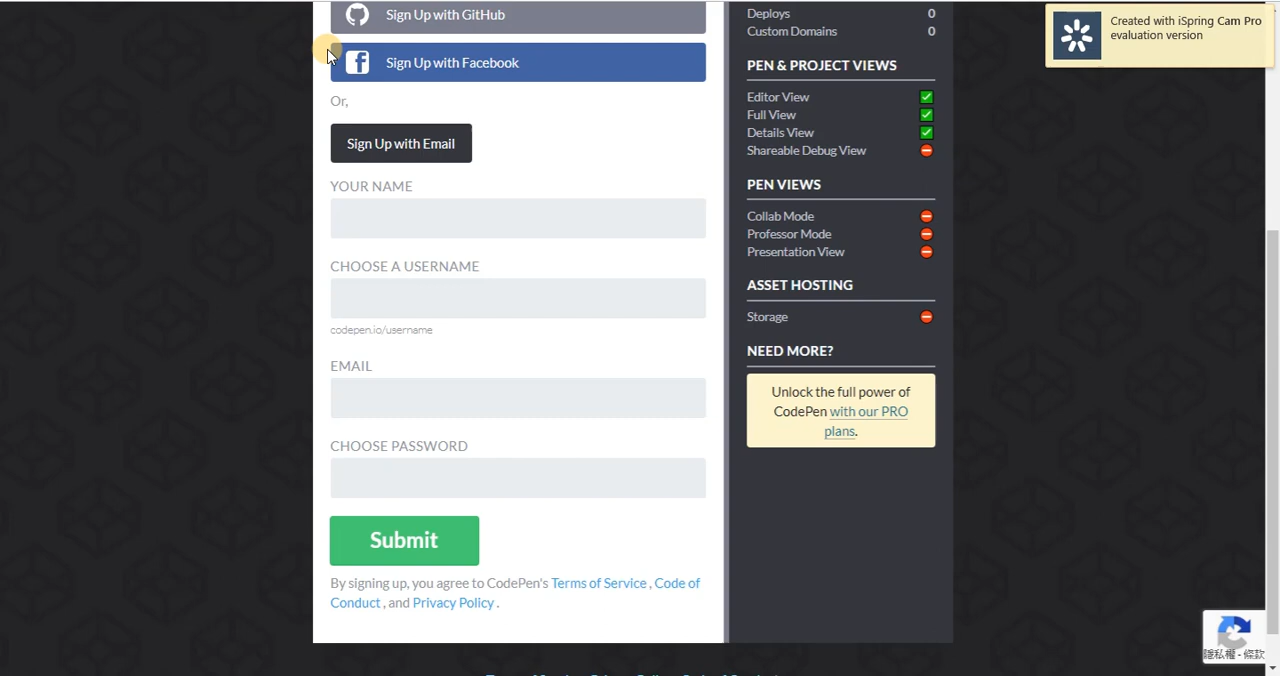 Sign Up with GitHub
Sign Up with Facebook
Or,
Sign Up with Email
YOUR NAME
CHOOSE A USERNAME
codepen.io/username
EMAIL
CHOOSE PASSWORD
Submit
By signing up, you agree to CodePen's Terms of Service , Code of
Conduct , and Privacy Policy .
Deploys 0
Custom Domains 0
PEN & PROJECT VIEWS
Editor View
Full View
Details View
Shareable Debug View
PEN VIEWS
Collab Mode
Professor Mode
Presentation View
ASSET HOSTING
Storage
NEED MORE?
Unlock the full power of
CodePen with our PRO
plans.
Created with iSpring Cam Pro
evaluation version
隱私權 - 條款